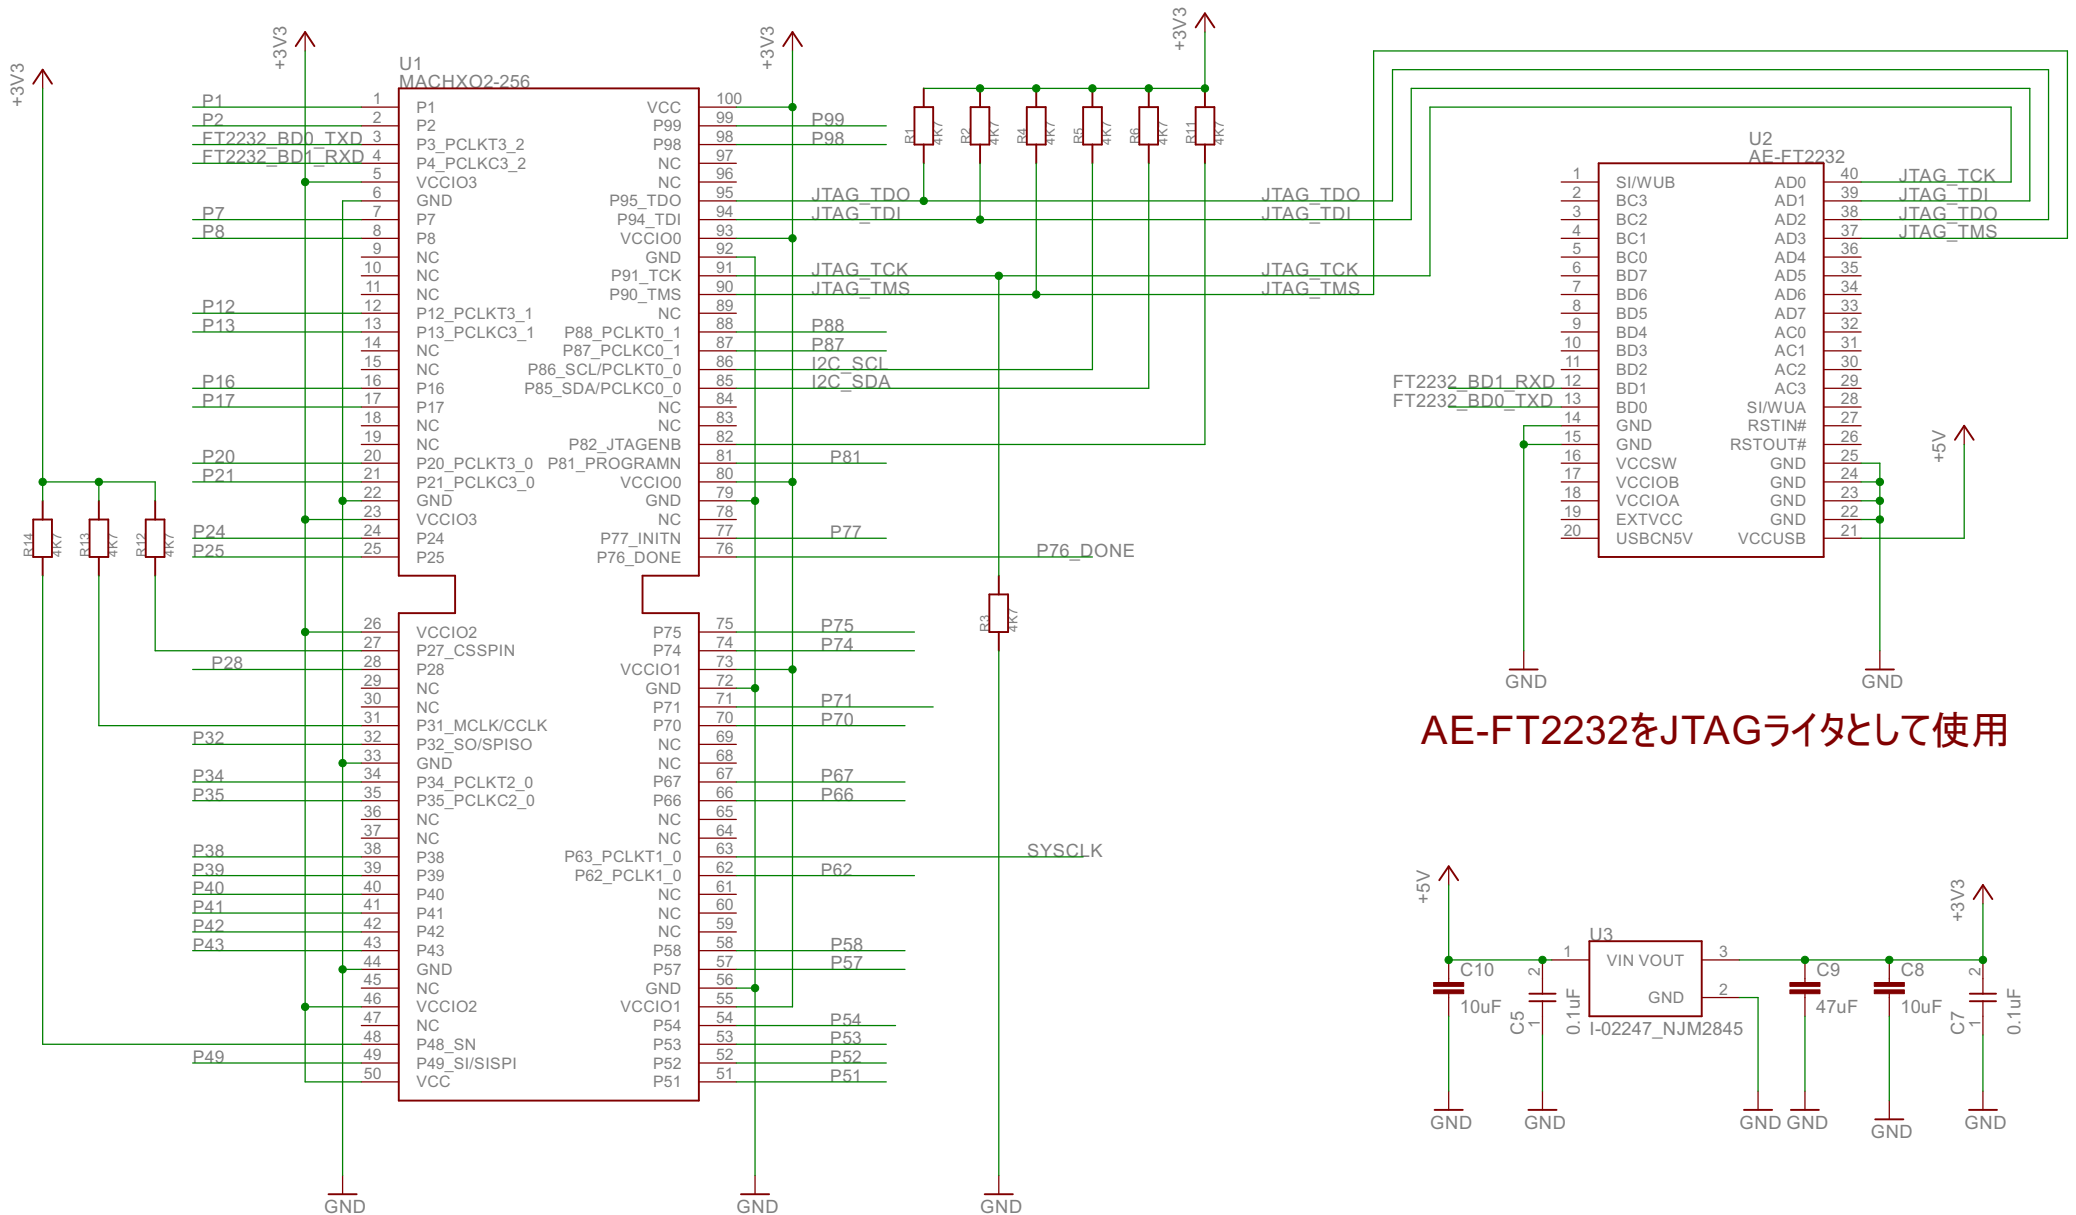 +3V3
+3V3
+3V3
+3V3
U1
MACHXO2-256
P1 1 P1
P2 2 P2
FT2232_BD0_TXD 3 P3_PCLKT3_2
FT2232_BD1_RXD 4 P4_PCLKC3_2
5 VCCIO3
6 GND
P7 7 P7
P8 8 P8
9 NC
10 NC
11 NC
P12 12 P12_PCLKT3_1
P13 13 P13_PCLKC3_1
14 NC
15 NC
P16 16 P16
P17 17 P17
18 NC
19 NC
P20 20 P20_PCLKT3_0
P21 21 P21_PCLKC3_0
22 GND
23 VCCIO3
P24 24 P24
P25 25 P25
26 VCCIO2
27 P27_CSSPIN
P28 28 P28
29 NC
30 NC
31 P31_MCLK/CCLK
P32 32 P32_SO/SPISO
33 GND
P34 34 P34_PCLKT2_0
P35 35 P35_PCLKC2_0
36 NC
37 NC
P38 38 P38
P39 39 P39
P40 40 P40
P41 41 P41
P42 42 P42
P43 43 P43
44 GND
45 NC
46 VCCIO2
47 NC
48 P48_SN
P49 49 P49_SI/SISPI
50 VCC
VCC 100
P99 99 P99
P98 98 P98
NC 97
NC 96
P95_TDO 95 JTAG_TDO JTAG_TDO
P94_TDI 94 JTAG_TDI JTAG_TDI
VCCIO0 93
GND 92
P91_TCK 91 JTAG_TCK JTAG_TCK
P90_TMS 90 JTAG_TMS JTAG_TMS
NC 89
P88_PCLKT0_1 88 P88
P87_PCLKC0_1 87 P87
P86_SCL/PCLKT0_0 86 I2C_SCL
P85_SDA/PCLKC0_0 85 I2C_SDA
NC 84
NC 83
P82_JTAGENB 82
P81_PROGRAMN 81 P81
VCCIO0 80
GND 79
NC 78
P77_INITN 77 P77
P76_DONE 76 P76_DONE
P75 75 P75
P74 74 P74
VCCIO1 73
GND 72
P71 71 P71
P70 70 P70
NC 69
NC 68
P67 67 P67
P66 66 P66
NC 65
NC 64
P63_PCLKT1_0 63 SYSCLK
P62_PCLK1_0 62 P62
NC 61
NC 60
NC 59
P58 58 P58
P57 57 P57
GND 56
VCCIO1 55
P54 54 P54
P53 53 P53
P52 52 P52
P51 51 P51
R14 4K7
R13 4K7
R12 4K7
R1 4K7
R2 4K7
R4 4K7
R5 4K7
R6 4K7
R11 4K7
R3 4K7
GND
GND
GND
U2
AE-FT2232
1 SI/WUB
2 BC3
3 BC2
4 BC1
5 BC0
6 BD7
7 BD6
8 BD5
9 BD4
10 BD3
11 BD2
FT2232_BD1_RXD 12 BD1
FT2232_BD0_TXD 13 BD0
14 GND
15 GND
16 VCCSW
17 VCCIOB
18 VCCIOA
19 EXTVCC
20 USBCN5V
AD0 40 JTAG_TCK
AD1 39 JTAG_TDI
AD2 38 JTAG_TDO
AD3 37 JTAG_TMS
AD4 36
AD5 35
AD6 34
AD7 33
AC0 32
AC1 31
AC2 30
AC3 29
SI/WUA 28
RSTIN# 27
RSTOUT# 26
GND 25
GND 24
GND 23
GND 22
VCCUSB 21
+5V
GND
GND
AE-FT2232をJTAGライタとして使用
+5V
+3V3
U3
1 VIN VOUT 3
GND 2
I-02247_NJM2845
C10
10uF
C5 0.1uF
2
1
C9
47uF
C8
10uF
C7 0.1uF
2
1
GND
GND
GND
GND
GND
GND